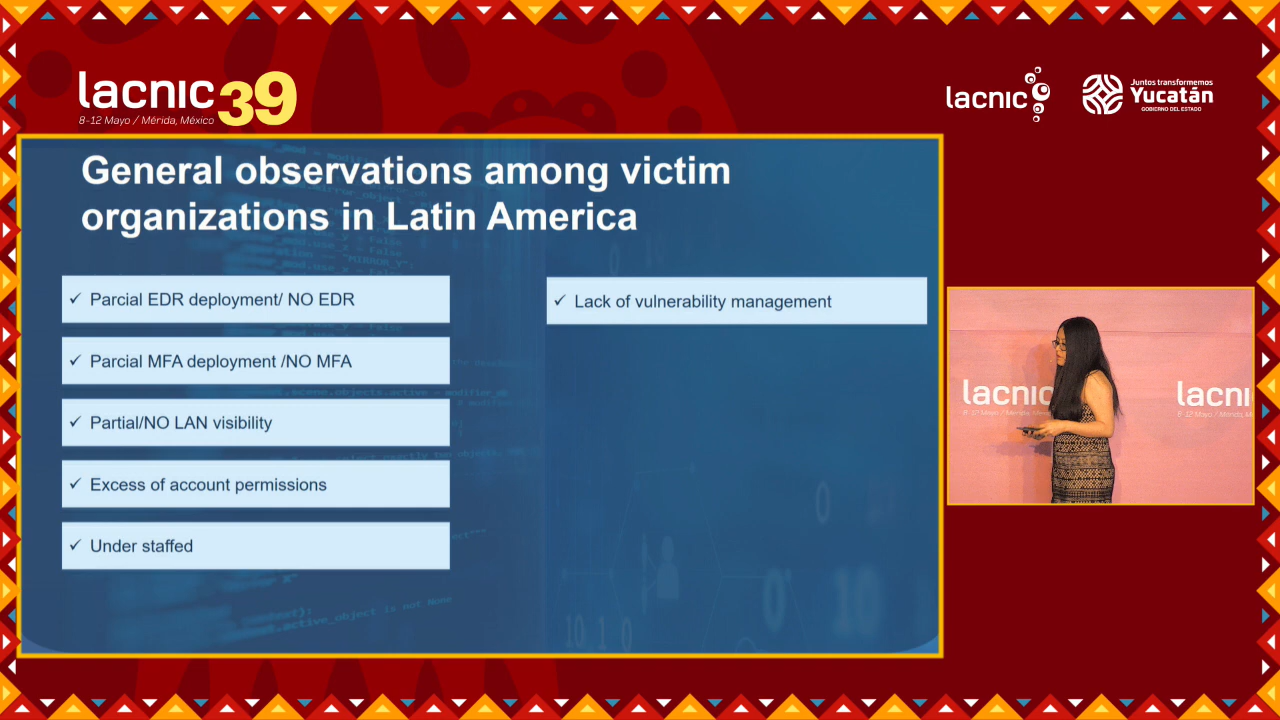 lacnic 39
8-12 Mayo / Mérida, México
lacnic
Juntos transformemos
Yucatán
GOBIERNO DEL ESTADO
General observations among victim
organizations in Latin America
✓ Parcial EDR deployment/ NO EDR
✓ Parcial MFA deployment /NO MFA
✓ Partial/NO LAN visibility
✓ Excess of account permissions
✓ Under staffed
✓ Lack of vulnerability management
lacnic
lacni